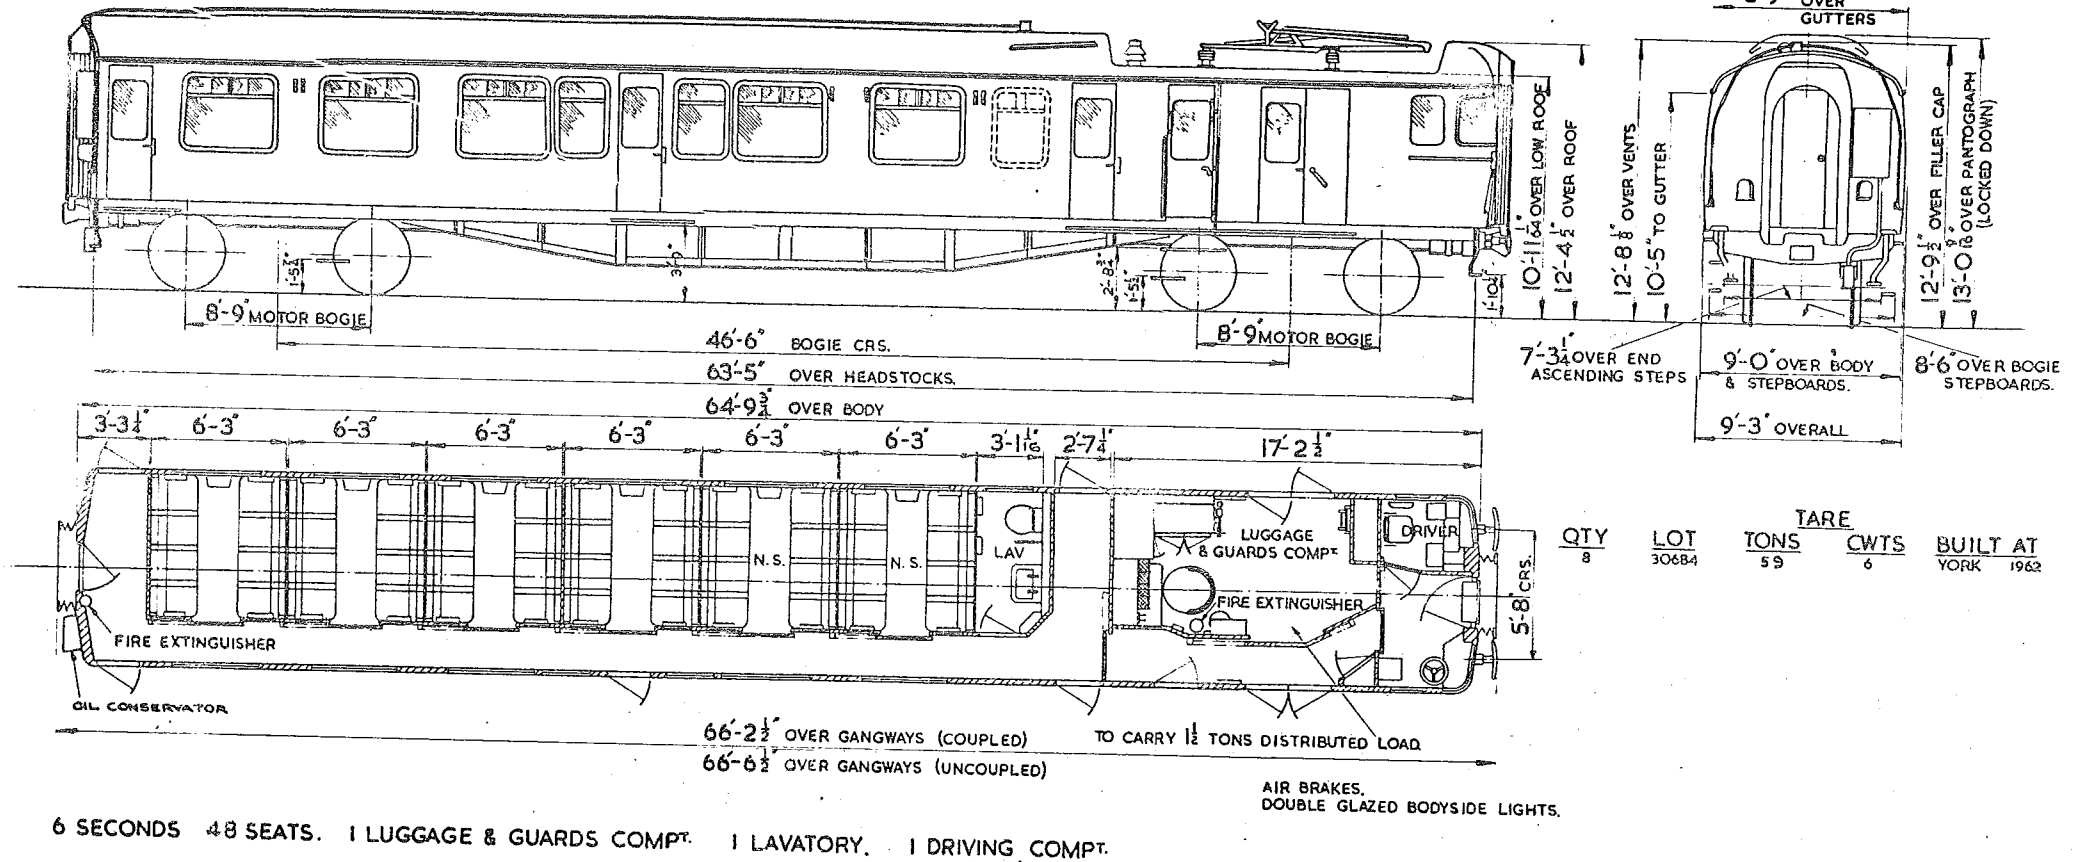 OVER
GUTTERS
10'-11 1/64" OVER LOW ROOF
12'-4 1/2" OVER ROOF
12'-8 1/8" OVER VENTS
10'-5" TO GUTTER
12'-9 1/2" OVER FILLER CAP
13'-0 9/16" OVER PANTOGRAPH
(LOCKED DOWN)
3'-9"
1'-5 1/2"
1'-10 1/2"
8'-9" MOTOR BOGIE
8'-9" MOTOR BOGIE
46'-6" BOGIE CRS.
63'-5" OVER HEADSTOCKS.
64'-9 3/4" OVER BODY
7'-3 1/4" OVER END
ASCENDING STEPS
9'-0" OVER BODY
& STEPBOARDS.
8'-6" OVER BOGIE
STEPBOARDS.
9'-3" OVERALL
3'-3 1/4" 6'-3" 6'-3" 6'-3" 6'-3" 6'-3" 6'-3" 3'-1 1/16" 2'-7 1/4" 17'-2 1/2"
N.S. N.S. LAV
LUGGAGE
& GUARDS COMPT.
DRIVER
FIRE EXTINGUISHER
5'-8" CRS.
FIRE EXTINGUISHER
OIL CONSERVATOR
QTY LOT TARE TONS CWTS BUILT AT
8 30684 59 6 YORK 1962
66'-2 1/2" OVER GANGWAYS (COUPLED)
66'-6 1/2" OVER GANGWAYS (UNCOUPLED)
TO CARRY 1 1/2 TONS DISTRIBUTED LOAD
AIR BRAKES.
DOUBLE GLAZED BODYSIDE LIGHTS.
6 SECONDS 48 SEATS. 1 LUGGAGE & GUARDS COMPT. 1 LAVATORY. 1 DRIVING COMPT.